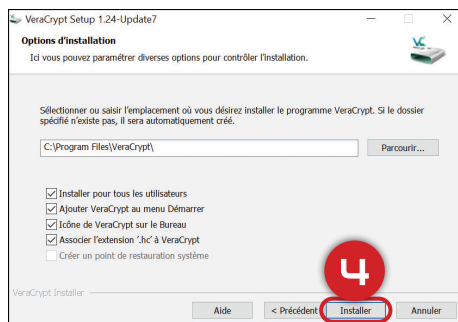 VeraCrypt Setup 1.24-Update7
Options d'installation
Ici vous pouvez paramétrer diverses options pour contrôler l'installation.
VC
Sélectionner ou saisir l'emplacement où vous désirez installer le programme VeraCrypt. Si le dossier
spécifié n'existe pas, il sera automatiquement créé.
C:\Program Files\VeraCrypt\
Parcourir...
Installer pour tous les utilisateurs
Ajouter VeraCrypt au menu Démarrer
Icône de VeraCrypt sur le Bureau
Associer l'extension '.hc' à VeraCrypt
Créer un point de restauration système
4
VeraCrypt Installer
Aide
< Précédent
Installer
Annuler